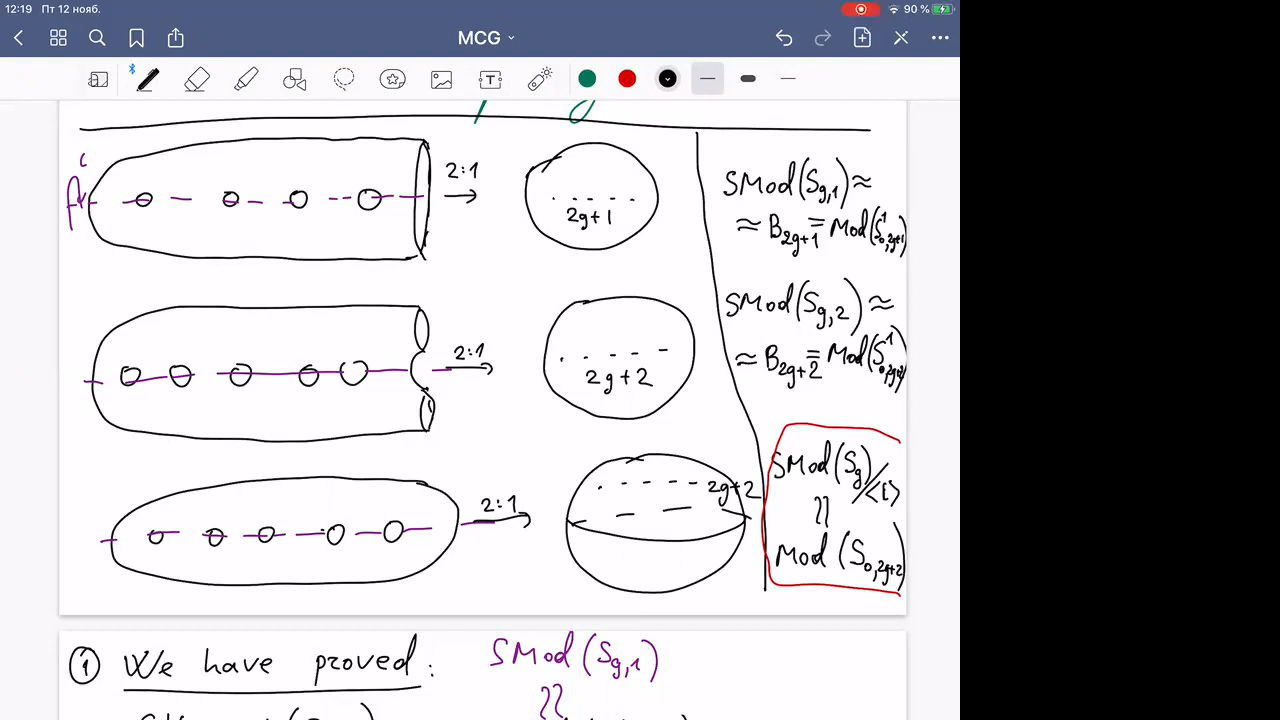 12:19 Пт 12 нояб.
90 %
MCG
2:1
2g+1
SMod(S_{g,1}) ≈
≈ B_{2g+1} = Mod(S^1_{0,2g+1})
2:1
2g+2
SMod(S_{g,2}) ≈
≈ B_{2g+2} = Mod(S^1_{0,2g+2})
2:1
2g+2
SMod(S_g)/<ι>
≀≀
Mod(S_{0,2g+2})
① We have proved:
SMod(S_{g,1})
≀≀